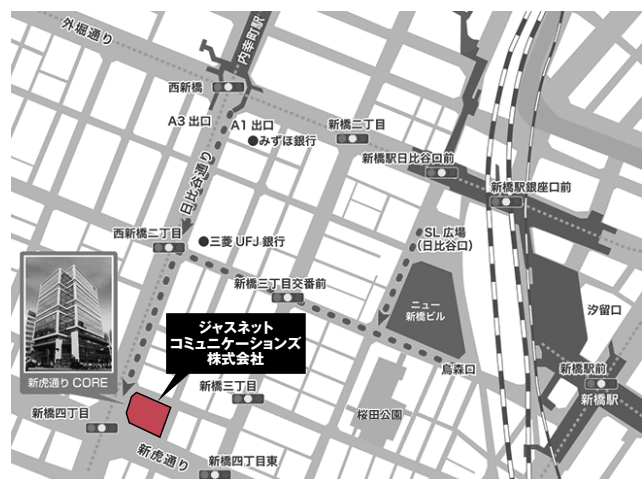 外堀通り
内幸町駅
西新橋
A3 出口
A1 出口
みずほ銀行
新橋二丁目
新橋駅日比谷口前
新橋駅銀座口前
日比谷通り
西新橋二丁目
三菱 UFJ 銀行
SL 広場
(日比谷口)
新橋三丁目交番前
ニュー
新橋ビル
汐留口
ジャスネット
コミュニケーションズ
株式会社
烏森口
新橋駅前
新橋駅
新虎通り CORE
新橋三丁目
桜田公園
新橋四丁目
新虎通り
新橋四丁目東